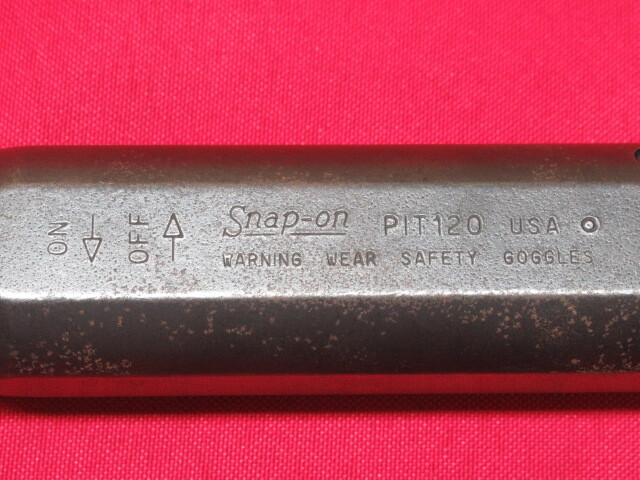 ON OFF
Snap-on PIT120 USA
WARNING WEAR SAFETY GOGGLES